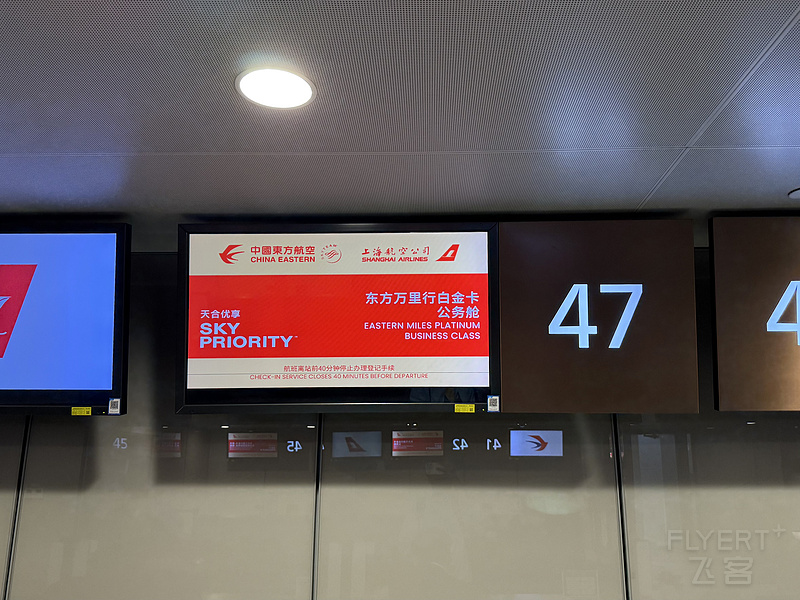 中國東方航空
CHINA EASTERN
SKYTEAM
上海航空公司
SHANGHAI AIRLINES
天合优享
SKY
PRIORITY™
东方万里行白金卡
公务舱
EASTERN MILES PLATINUM
BUSINESS CLASS
航班离站前40分钟停止办理登记手续
CHECK-IN SERVICE CLOSES 40 MINUTES BEFORE DEPARTURE
47
4
45
45
42
41
FLYERT+
飞客